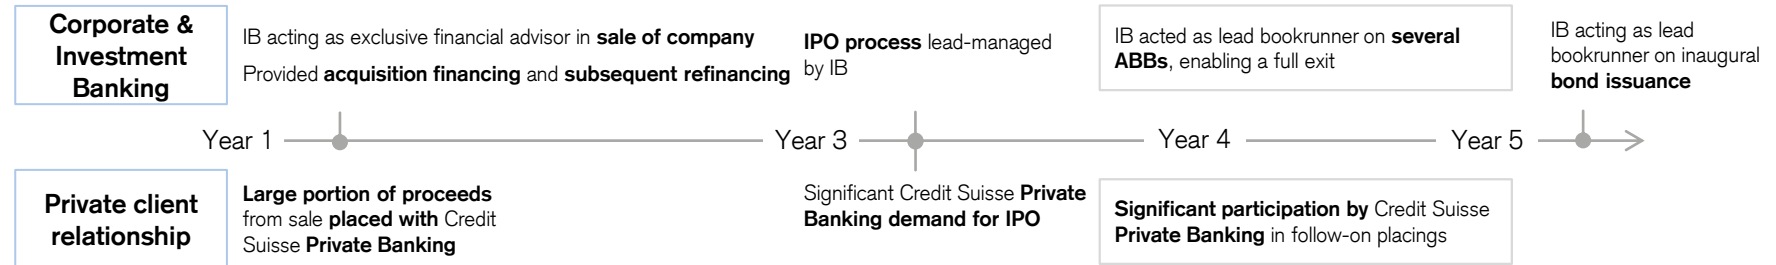 Corporate &
Investment
Banking
IB acting as exclusive financial advisor in sale of company
Provided acquisition financing and subsequent refinancing
IPO process lead-managed
by IB
IB acted as lead bookrunner on several
ABBs, enabling a full exit
IB acting as lead
bookrunner on inaugural
bond issuance
Year 1
Year 3
Year 4
Year 5
Private client
relationship
Large portion of proceeds
from sale placed with Credit
Suisse Private Banking
Significant Credit Suisse Private
Banking demand for IPO
Significant participation by Credit Suisse
Private Banking in follow-on placings